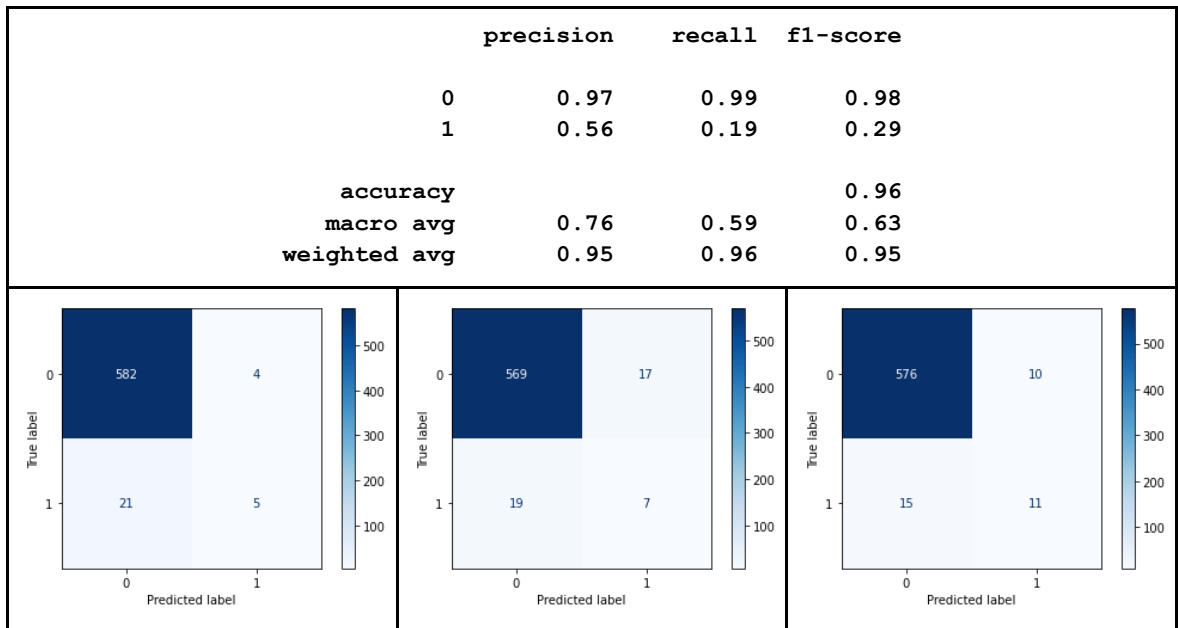 precision recall f1-score
0 0.97 0.99 0.98
1 0.56 0.19 0.29
accuracy 0.96
macro avg 0.76 0.59 0.63
weighted avg 0.95 0.96 0.95
582 4
21 5
0
1
True label
0 1
Predicted label
500
400
300
200
100
569 17
19 7
0
1
True label
0 1
Predicted label
500
400
300
200
100
576 10
15 11
0
1
True label
0 1
Predicted label
500
400
300
200
100